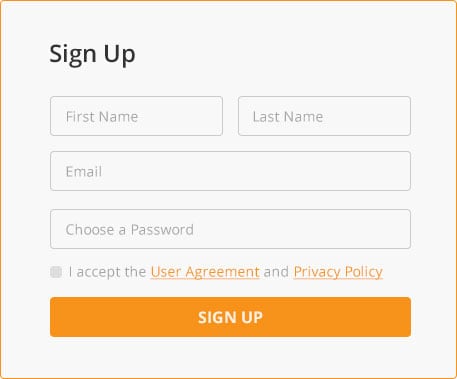 Sign Up
First Name Last Name
Email
Choose a Password
I accept the User Agreement and Privacy Policy
SIGN UP